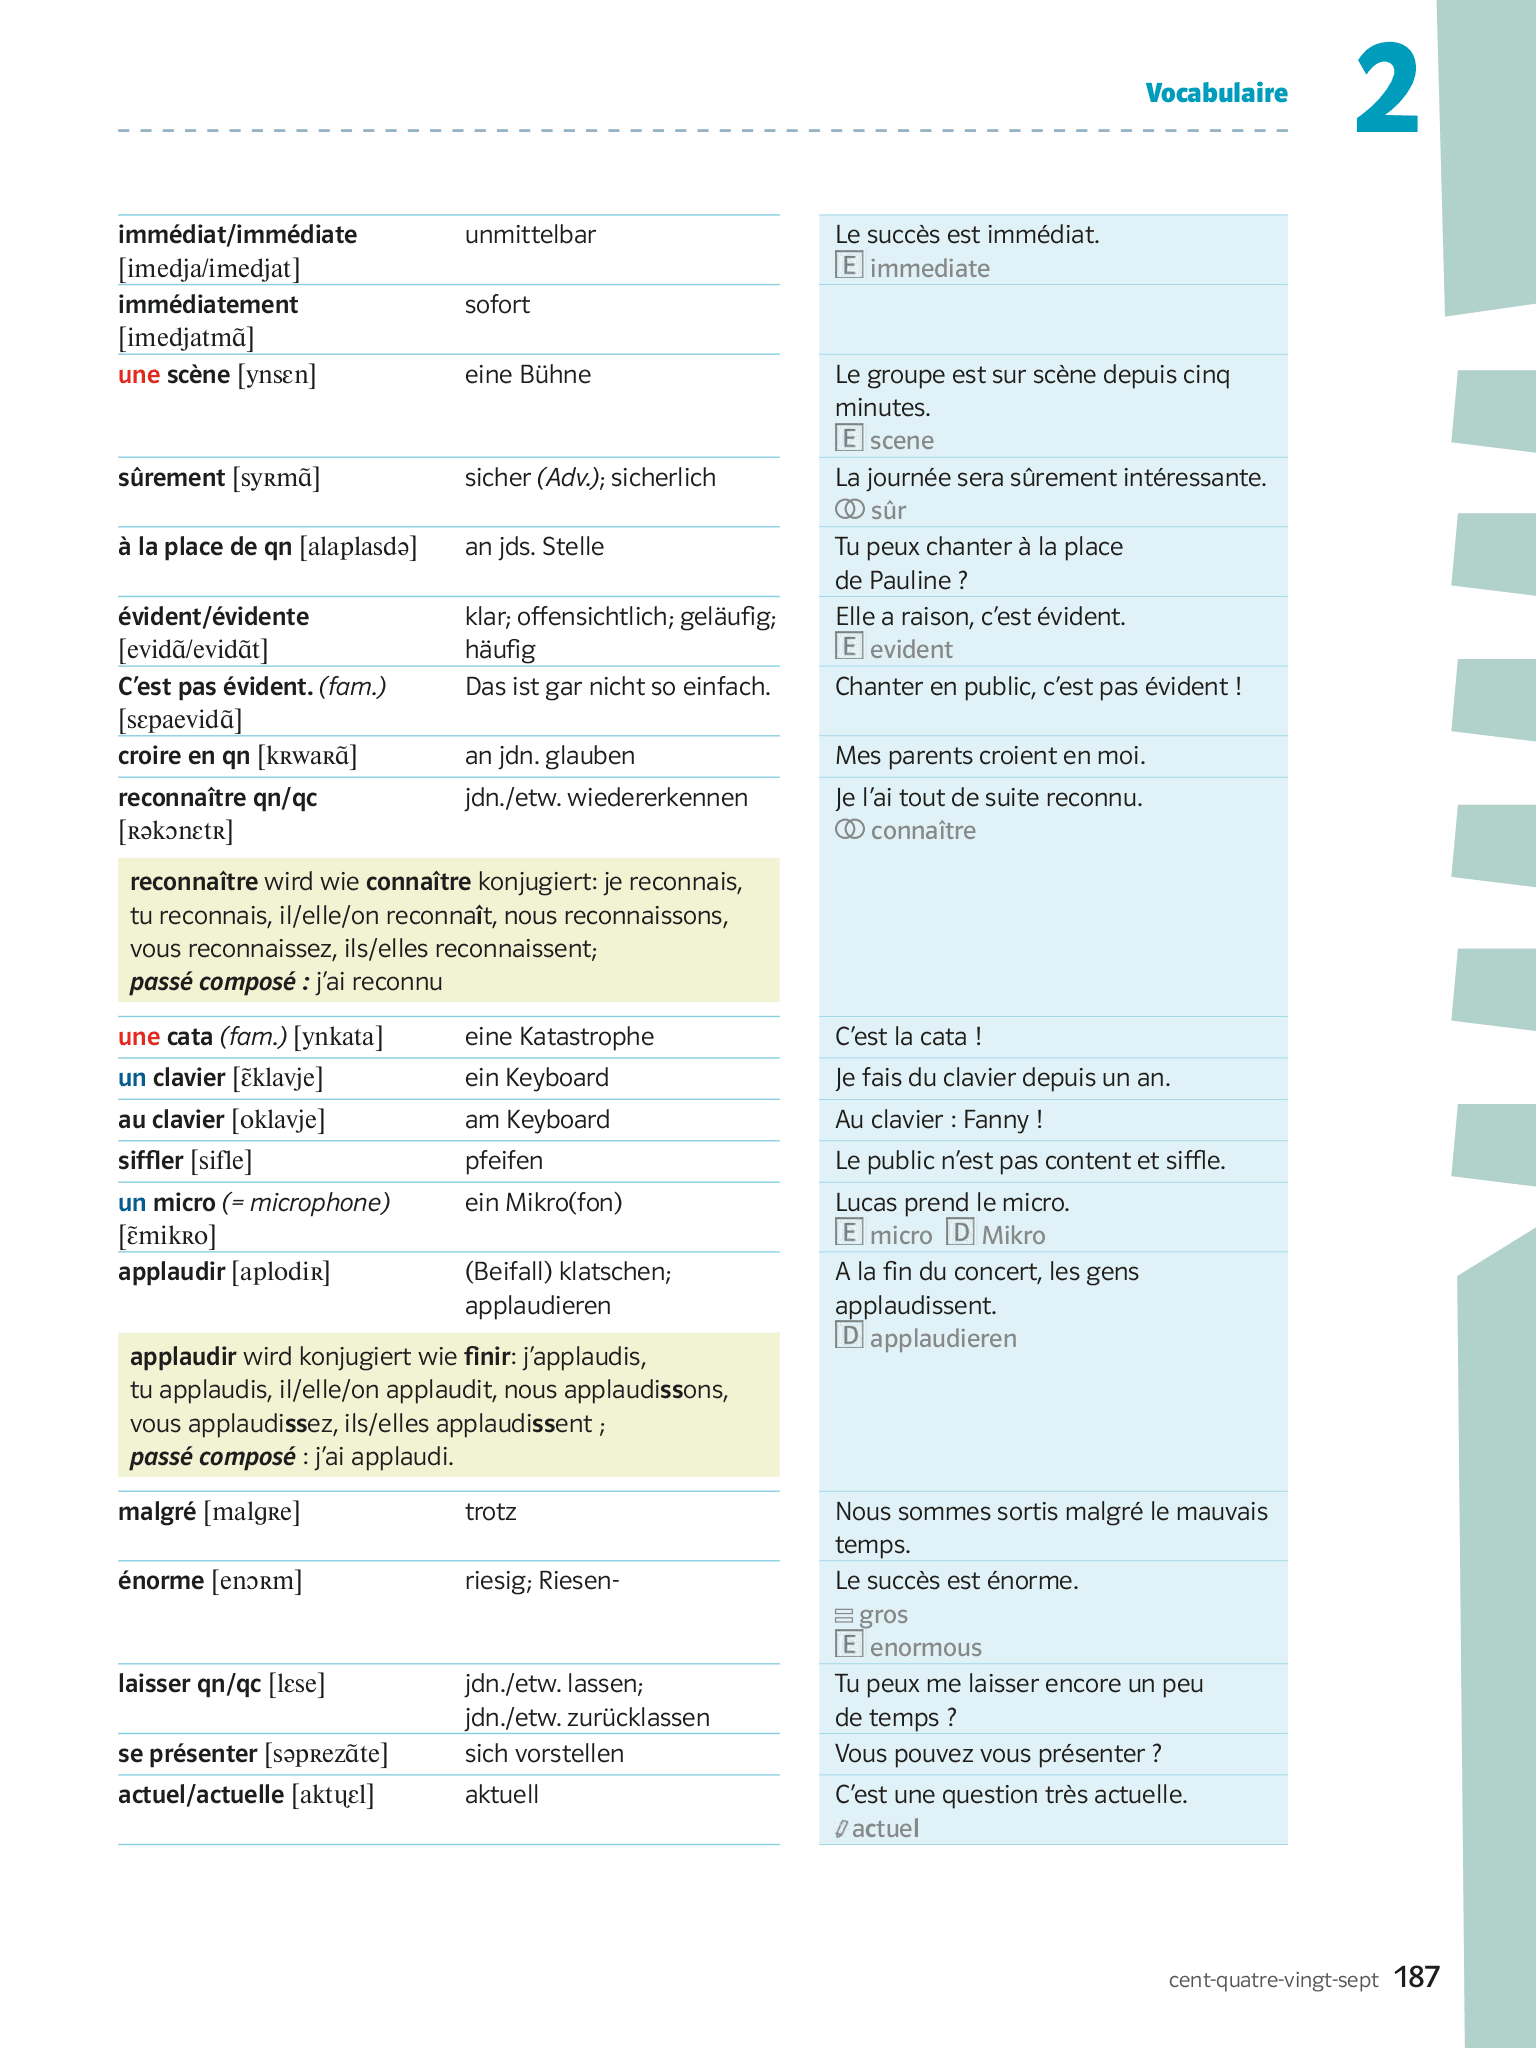 Vocabulaire
2
immédiat/immédiate unmittelbar Le succès est immédiat.
[imedja/imedjat] E immediate
immédiatement sofort
[imedjatmɑ̃]
une scène [ynsɛn] eine Bühne Le groupe est sur scène depuis cinq
minutes.
E scene
sûrement [syʀmɑ̃] sicher (Adv.); sicherlich La journée sera sûrement intéressante.
sûr
à la place de qn [alaplasdə] an jds. Stelle Tu peux chanter à la place
de Pauline ?
évident/évidente klar; offensichtlich; geläufig; Elle a raison, c’est évident.
[evidɑ̃/evidɑ̃t] häufig E evident
C’est pas évident. (fam.) Das ist gar nicht so einfach. Chanter en public, c’est pas évident !
[sɛpaevidɑ̃]
croire en qn [kʀwaʀɑ̃] an jdn. glauben Mes parents croient en moi.
reconnaître qn/qc jdn./etw. wiedererkennen Je l’ai tout de suite reconnu.
[ʀəkɔnɛtʀ] connaître
reconnaître wird wie connaître konjugiert: je reconnais,
tu reconnais, il/elle/on reconnaît, nous reconnaissons,
vous reconnaissez, ils/elles reconnaissent;
passé composé : j’ai reconnu
une cata (fam.) [ynkata] eine Katastrophe C’est la cata !
un clavier [ɛ̃klavje] ein Keyboard Je fais du clavier depuis un an.
au clavier [oklavje] am Keyboard Au clavier : Fanny !
siffler [sifle] pfeifen Le public n’est pas content et siffle.
un micro (= microphone) ein Mikro(fon) Lucas prend le micro.
[ɛ̃mikʀo] E micro D Mikro
applaudir [aplodiʀ] (Beifall) klatschen; A la fin du concert, les gens
applaudieren applaudissent.
D applaudieren
applaudir wird konjugiert wie finir: j’applaudis,
tu applaudis, il/elle/on applaudit, nous applaudissons,
vous applaudissez, ils/elles applaudissent ;
passé composé : j’ai applaudi.
malgré [malgʀe] trotz Nous sommes sortis malgré le mauvais
temps.
énorme [enɔʀm] riesig; Riesen- Le succès est énorme.
gros
E enormous
laisser qn/qc [lɛse] jdn./etw. lassen; Tu peux me laisser encore un peu
jdn./etw. zurücklassen de temps ?
se présenter [səpʀezɑ̃te] sich vorstellen Vous pouvez vous présenter ?
actuel/actuelle [aktɥɛl] aktuell C’est une question très actuelle.
actuel
cent-quatre-vingt-sept 187